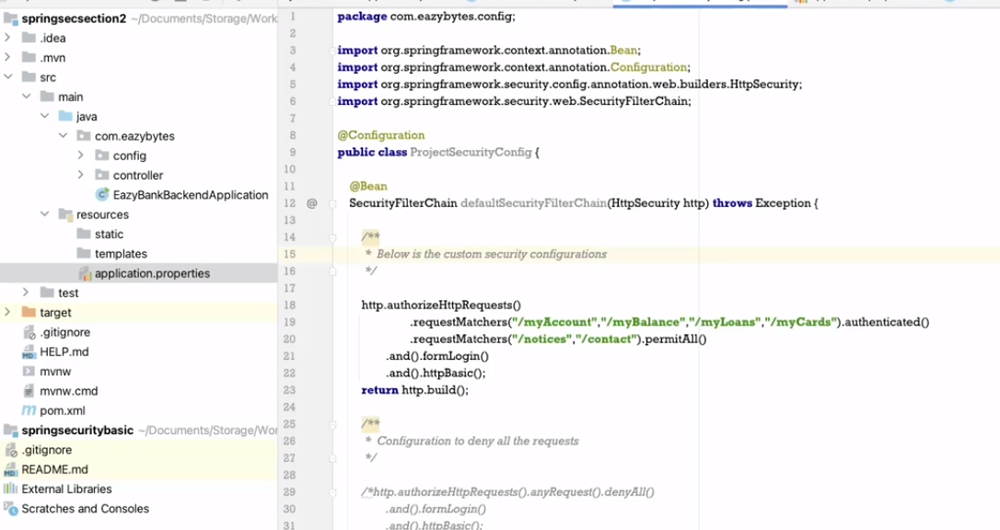 springsecsection2 ~/Documents/Storage/Work
.idea
.mvn
src
main
java
com.eazybytes
config
controller
EazyBankBackendApplication
resources
static
templates
application.properties
test
target
.gitignore
HELP.md
mvnw
mvnw.cmd
pom.xml
springsecuritybasic ~/Documents/Storage/Wor
.gitignore
README.md
External Libraries
Scratches and Consoles
1 package com.eazybytes.config;
2
3 import org.springframework.context.annotation.Bean;
4 import org.springframework.context.annotation.Configuration;
5 import org.springframework.security.config.annotation.web.builders.HttpSecurity;
6 import org.springframework.security.web.SecurityFilterChain;
7
8 @Configuration
9 public class ProjectSecurityConfig {
10
11 @Bean
12 @ SecurityFilterChain defaultSecurityFilterChain(HttpSecurity http) throws Exception {
13
14 /**
15 * Below is the custom security configurations
16 */
17
18 http.authorizeHttpRequests()
19 .requestMatchers("/myAccount","/myBalance","/myLoans","/myCards").authenticated()
20 .requestMatchers("/notices","/contact").permitAll()
21 .and().formLogin()
22 .and().httpBasic();
23 return http.build();
24
25 /**
26 * Configuration to deny all the requests
27 */
28
29 /*http.authorizeHttpRequests().anyRequest().denyAll()
30 .and().formLogin()
31 .and().httpBasic();